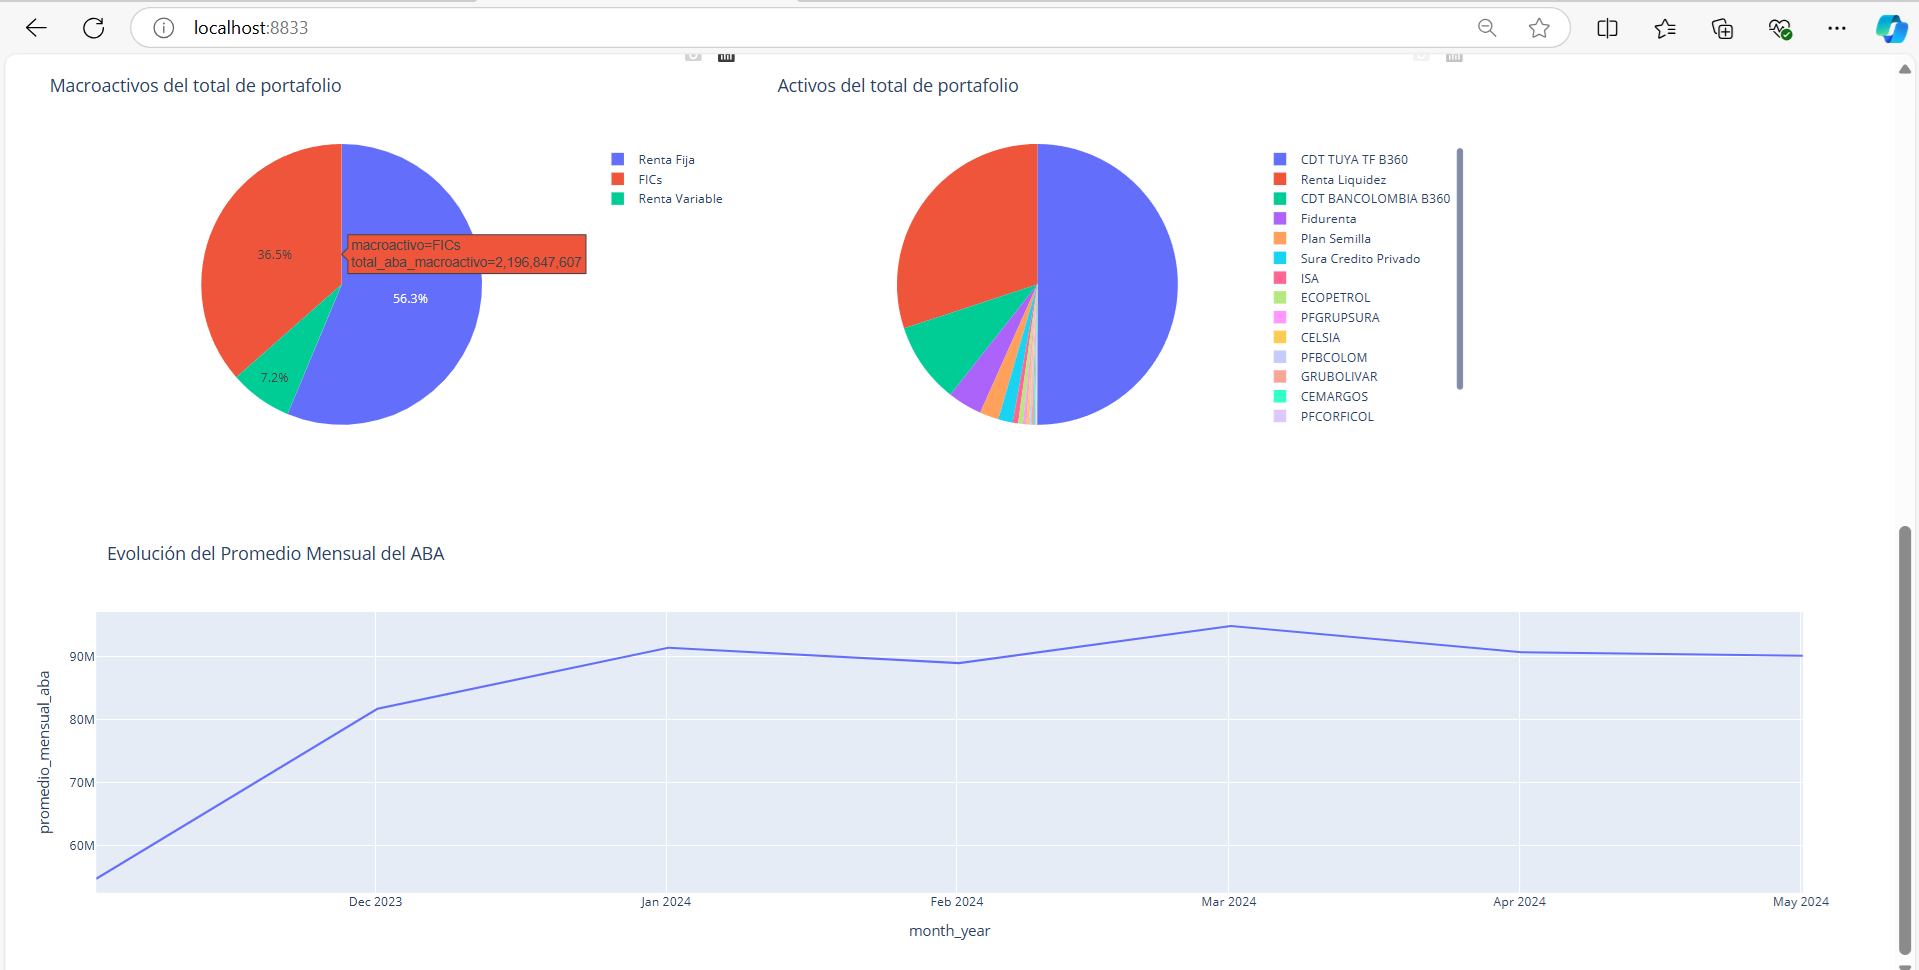 localhost:8833
Macroactivos del total de portafolio
Renta Fija
FICs
Renta Variable
36.5%
macroactivo=FICs
total_aba_macroactivo=2,196,847,607
56.3%
7.2%
Activos del total de portafolio
CDT TUYA TF B360
Renta Liquidez
CDT BANCOLOMBIA B360
Fidurenta
Plan Semilla
Sura Credito Privado
ISA
ECOPETROL
PFGRUPSURA
CELSIA
PFBCOLOM
GRUBOLIVAR
CEMARGOS
PFCORFICOL
Evolución del Promedio Mensual del ABA
promedio_mensual_aba
90M
80M
70M
60M
Dec 2023
Jan 2024
Feb 2024
Mar 2024
Apr 2024
May 2024
month_year